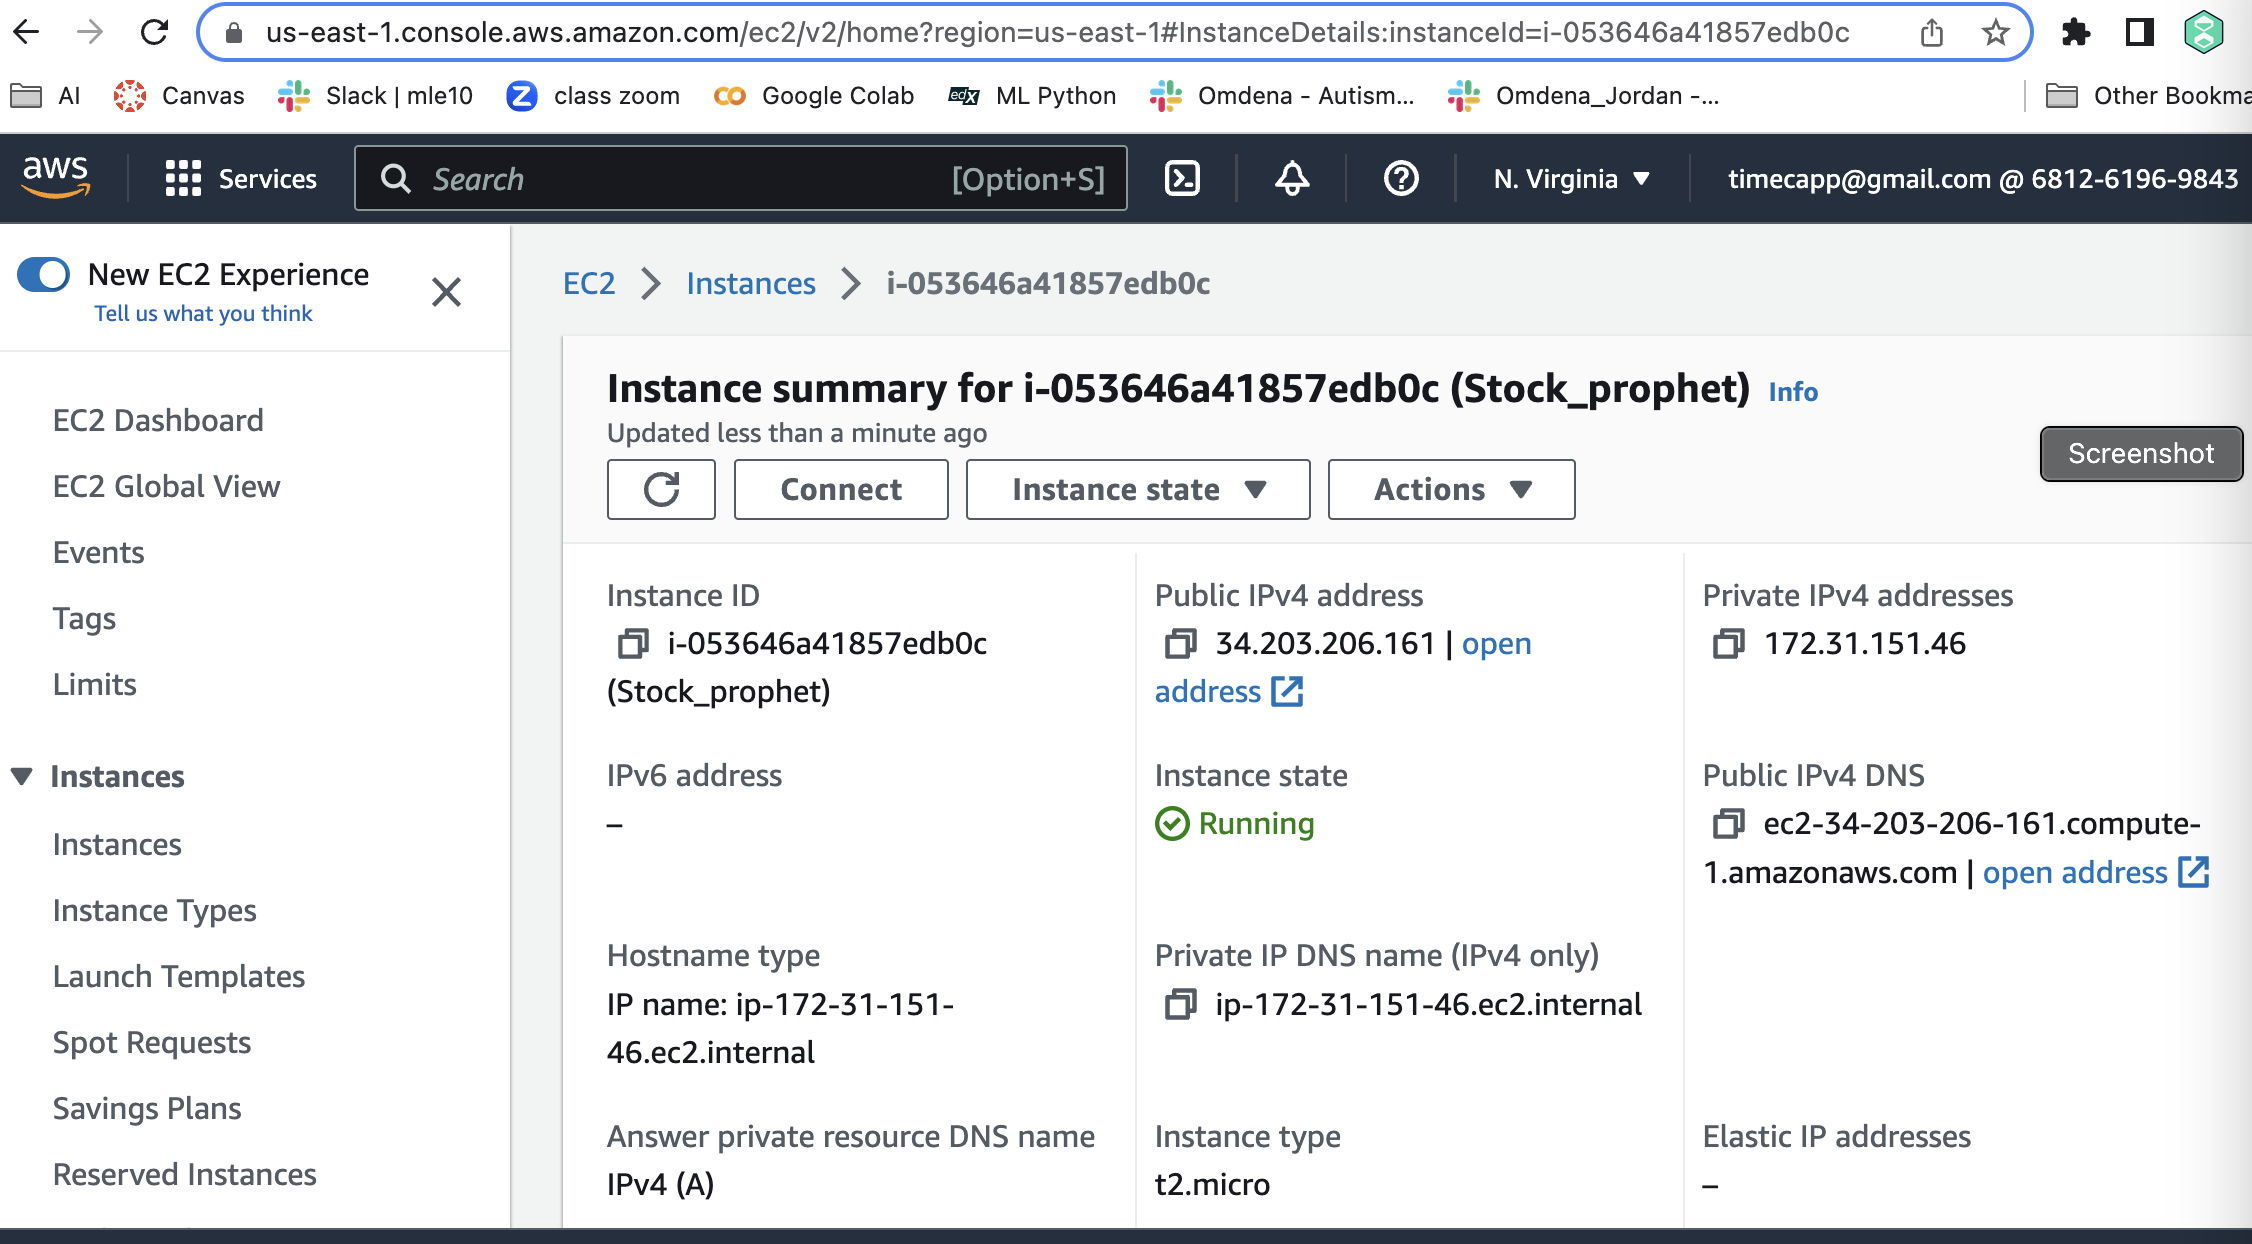 us-east-1.console.aws.amazon.com/ec2/v2/home?region=us-east-1#InstanceDetails:instanceId=i-053646a41857edb0c
AI
Canvas
Slack | mle10
Z
class zoom
Google Colab
edX
ML Python
Omdena - Autism...
Omdena_Jordan -...
Other Bookma
aws
Services
Search
[Option+S]
N. Virginia
timecapp@gmail.com @ 6812-6196-9843
New EC2 Experience
Tell us what you think
EC2 Dashboard
EC2 Global View
Events
Tags
Limits
Instances
Instances
Instance Types
Launch Templates
Spot Requests
Savings Plans
Reserved Instances
EC2
Instances
i-053646a41857edb0c
Instance summary for i-053646a41857edb0c (Stock_prophet) Info
Updated less than a minute ago
Screenshot
Connect
Instance state
Actions
Instance ID
i-053646a41857edb0c
(Stock_prophet)
Public IPv4 address
34.203.206.161 | open
address
Private IPv4 addresses
172.31.151.46
IPv6 address
–
Instance state
Running
Public IPv4 DNS
ec2-34-203-206-161.compute-
1.amazonaws.com | open address
Hostname type
IP name: ip-172-31-151-
46.ec2.internal
Private IP DNS name (IPv4 only)
ip-172-31-151-46.ec2.internal
Answer private resource DNS name
IPv4 (A)
Instance type
t2.micro
Elastic IP addresses
–